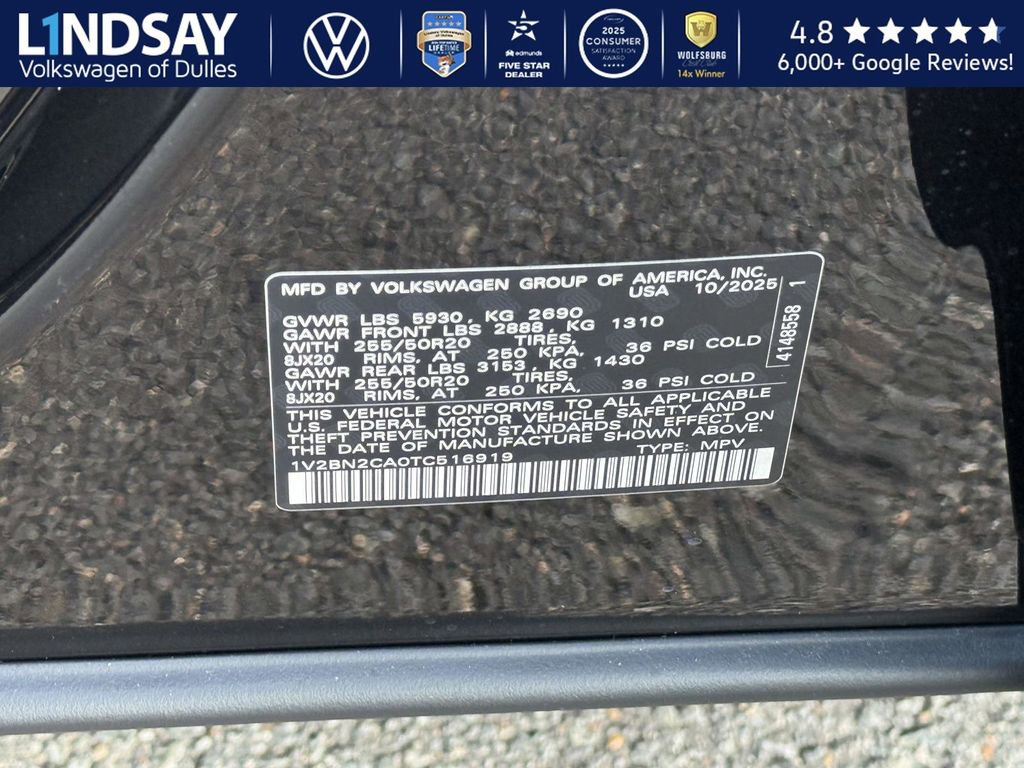 L1NDSAY
Volkswagen of Dulles
LIFETIME
edmunds
FIVE STAR
DEALER
2025
CONSUMER
SATISFACTION
AWARD
WOLFSBURG
14x Winner
4.8
6,000+ Google Reviews!
MFD BY VOLKSWAGEN GROUP OF AMERICA, INC.
USA 10/2025
4148558 1
GVWR LBS 5930, KG 2690
GAWR FRONT LBS 2888, KG 1310
WITH 255/50R20 TIRES,
8JX20 RIMS, AT 250 KPA, 36 PSI COLD
GAWR REAR LBS 3153, KG 1430
WITH 255/50R20 TIRES,
8JX20 RIMS, AT 250 KPA, 36 PSI COLD
THIS VEHICLE CONFORMS TO ALL APPLICABLE
U.S. FEDERAL MOTOR VEHICLE SAFETY AND
THEFT PREVENTION STANDARDS IN EFFECT ON
THE DATE OF MANUFACTURE SHOWN ABOVE.
1V2BN2CA0TC516919 TYPE: MPV